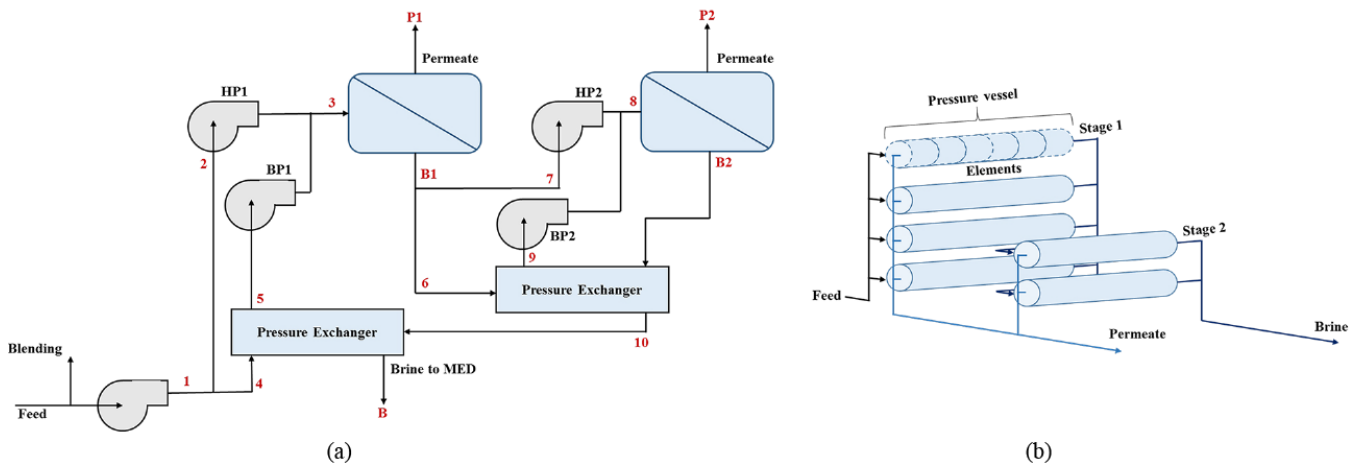 P1
P2
Permeate
Permeate
HP1
3
HP2
8
2
BP1
B1
7
B2
BP2
9
6
Pressure Exchanger
5
Pressure Exchanger
10
Blending
1
4
Brine to MED
Feed
B
(a)
Pressure vessel
Stage 1
Elements
Stage 2
Feed
Permeate
Brine
(b)